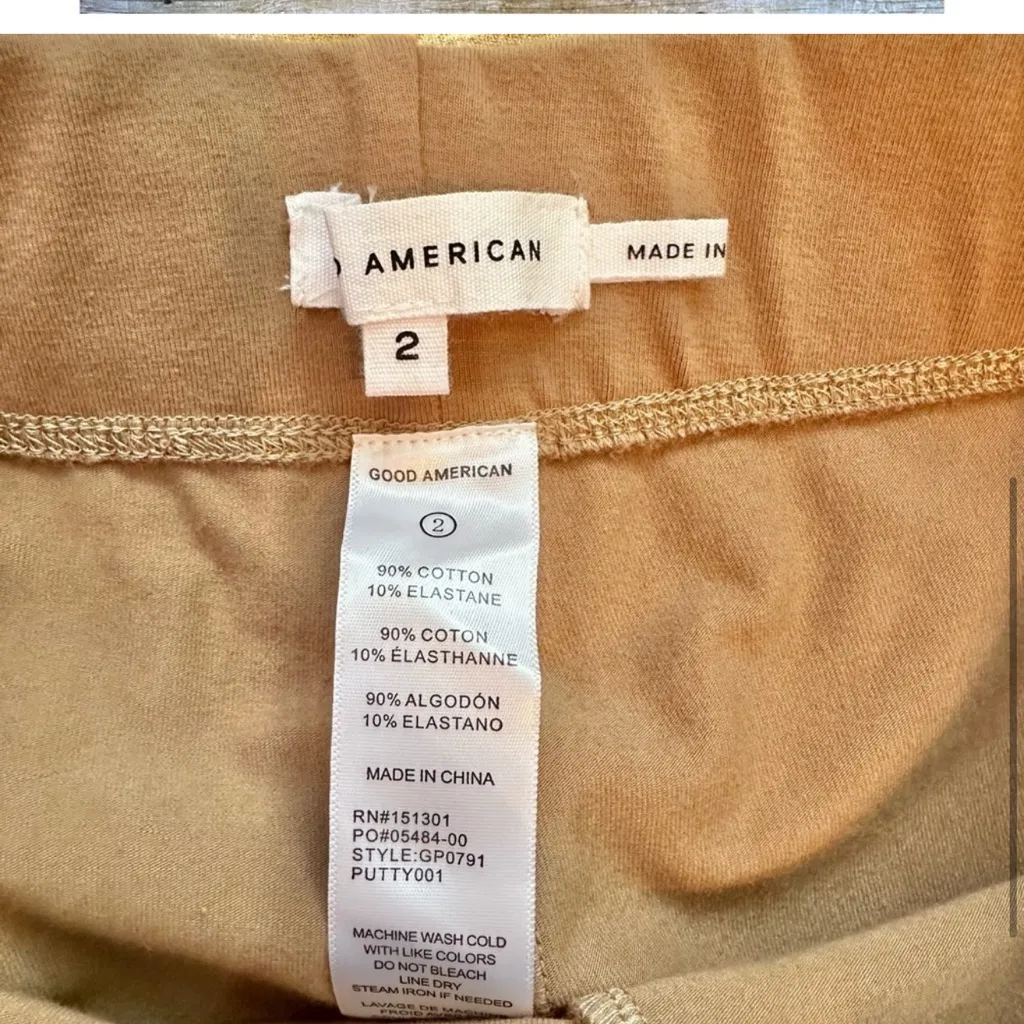 AMERICAN
MADE IN
2
GOOD AMERICAN
2
90% COTTON
10% ELASTANE
90% COTON
10% ÉLASTHANNE
90% ALGODÓN
10% ELASTANO
MADE IN CHINA
RN#151301
PO#05484-00
STYLE:GP0791
PUTTY001
MACHINE WASH COLD
WITH LIKE COLORS
DO NOT BLEACH
LINE DRY
STEAM IRON IF NEEDED
LAVAGE DE MACHINE
FROID